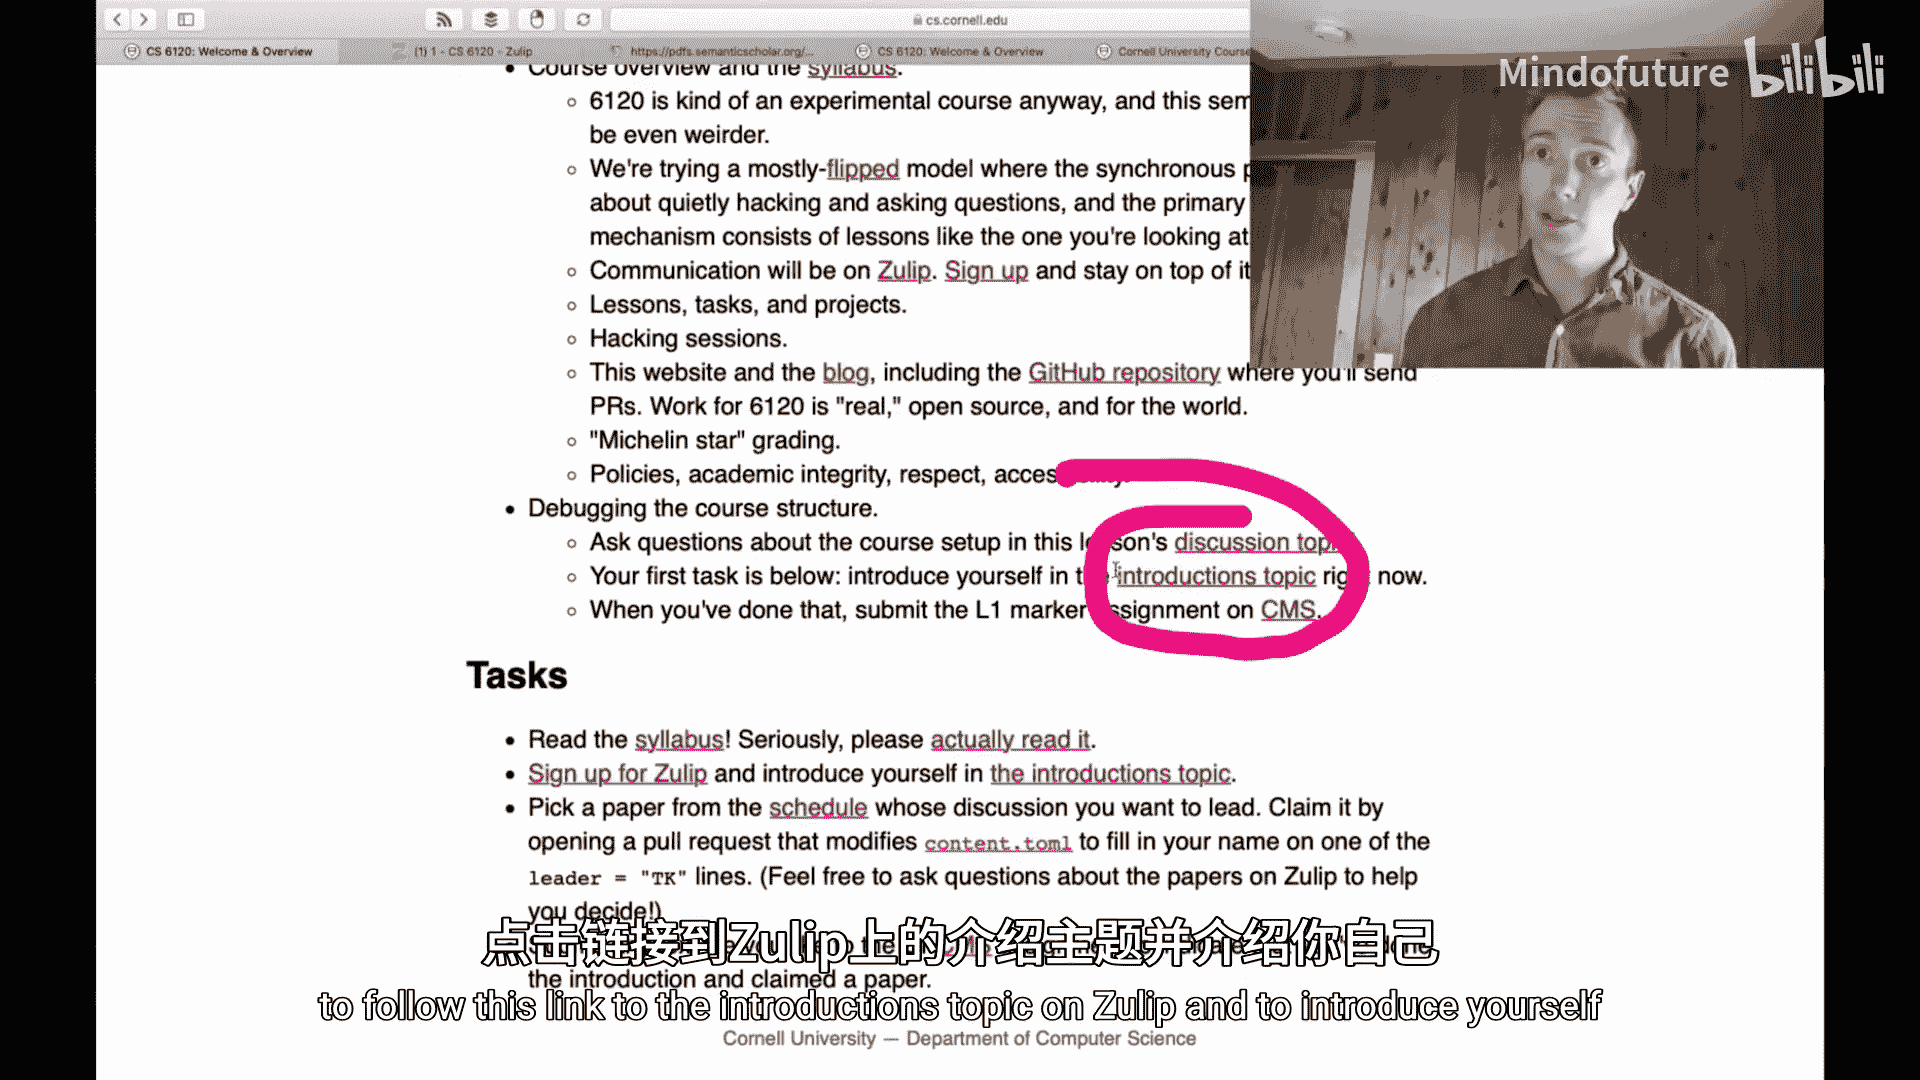 cs.cornell.edu
CS 6120: Welcome & Overview
(1) 1 - CS 6120 - Zulip
https://pdfs.semanticscholar.org/...
CS 6120: Welcome & Overview
Cornell University Course
Mindofuture bilibili
• Course overview and the syllabus.
◦ 6120 is kind of an experimental course anyway, and this sem
be even weirder.
◦ We're trying a mostly-flipped model where the synchronous
about quietly hacking and asking questions, and the primary
mechanism consists of lessons like the one you're looking at
◦ Communication will be on Zulip. Sign up and stay on top of it
◦ Lessons, tasks, and projects.
◦ Hacking sessions.
◦ This website and the blog, including the GitHub repository where you'll send
PRs. Work for 6120 is "real," open source, and for the world.
◦ "Michelin star" grading.
◦ Policies, academic integrity, respect,
• Debugging the course structure.
◦ Ask questions about the course setup in this lesson's discussion topic
◦ Your first task is below: introduce yourself in the introductions topic right now.
◦ When you've done that, submit the L1 marker assignment on CMS.
Tasks
• Read the syllabus! Seriously, please actually read it.
• Sign up for Zulip and introduce yourself in the introductions topic.
• Pick a paper from the schedule whose discussion you want to lead. Claim it by
opening a pull request that modifies content.toml to fill in your name on one of the
leader = "TK" lines. (Feel free to ask questions about the papers on Zulip to help
you decide!)
点击链接到Zulip上的介绍主题并介绍你自己
the introduction and claimed a paper.
to follow this link to the introductions topic on Zulip and to introduce yourself
Cornell University — Department of Computer Science